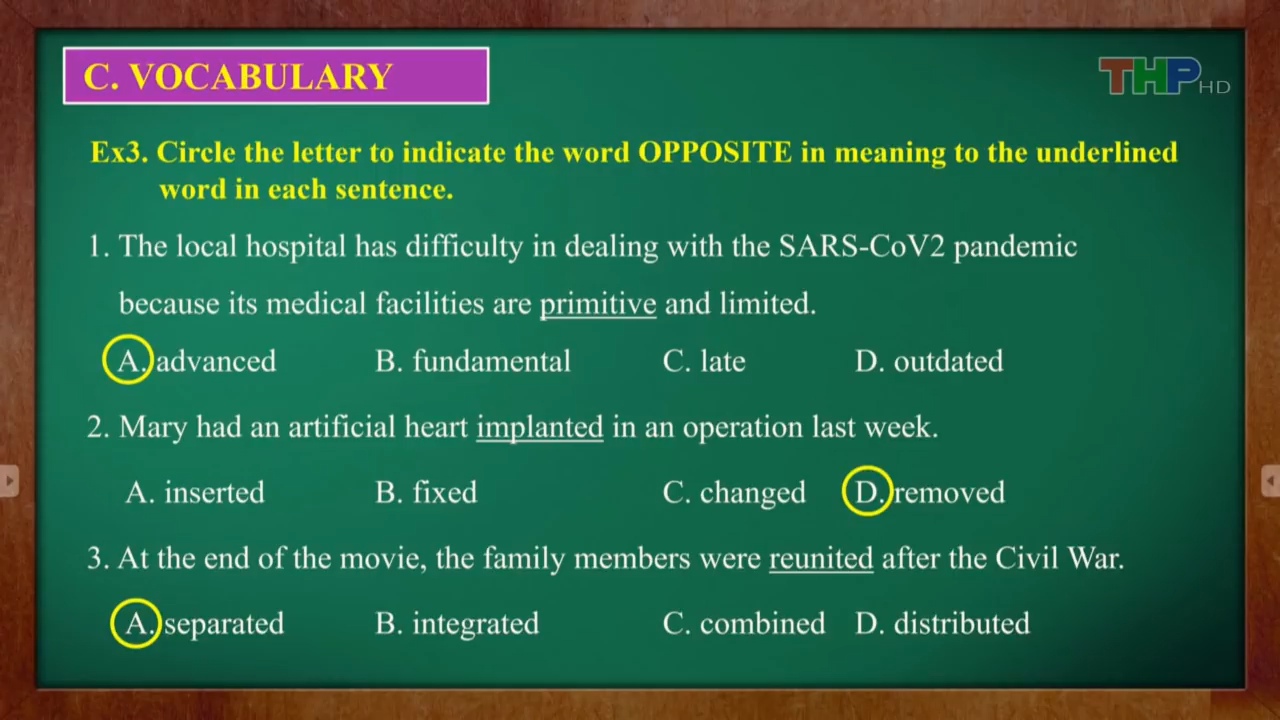 C. VOCABULARY
THP HD
Ex3. Circle the letter to indicate the word OPPOSITE in meaning to the underlined
word in each sentence.
1. The local hospital has difficulty in dealing with the SARS-CoV2 pandemic
because its medical facilities are primitive and limited.
A. advanced B. fundamental C. late D. outdated
2. Mary had an artificial heart implanted in an operation last week.
A. inserted B. fixed C. changed D. removed
3. At the end of the movie, the family members were reunited after the Civil War.
A. separated B. integrated C. combined D. distributed